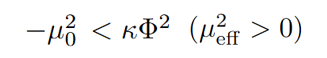 −μ₀² < κΦ² (μ²_eff > 0)